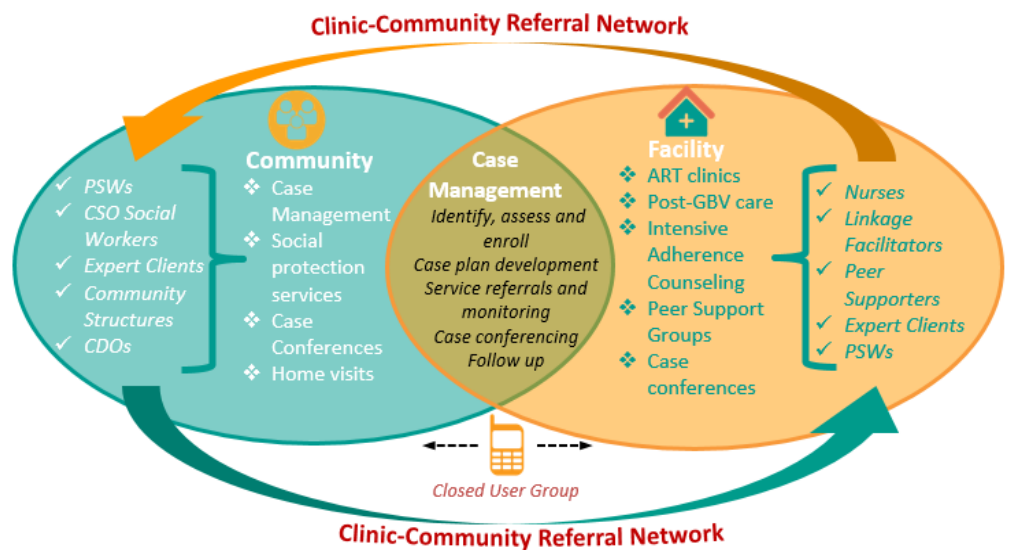 Clinic-Community Referral Network
PSWs
CSO Social
Workers
Expert Clients
Community
Structures
CDOs
Community
Case
Management
Social
protection
services
Case
Conferences
Home visits
Case
Management
Identify, assess and
enroll
Case plan development
Service referrals and
monitoring
Case conferencing
Follow up
Facility
ART clinics
Post-GBV care
Intensive
Adherence
Counseling
Peer Support
Groups
Case
conferences
Nurses
Linkage
Facilitators
Peer
Supporters
Expert Clients
PSWs
Closed User Group
Clinic-Community Referral Network